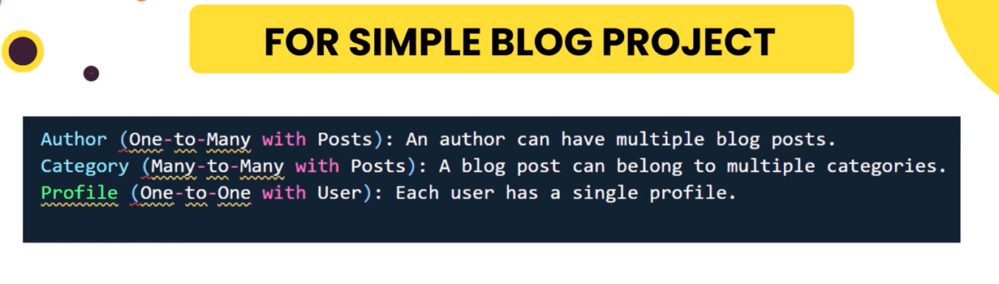 FOR SIMPLE BLOG PROJECT
Author (One-to-Many with Posts): An author can have multiple blog posts.
Category (Many-to-Many with Posts): A blog post can belong to multiple categories.
Profile (One-to-One with User): Each user has a single profile.